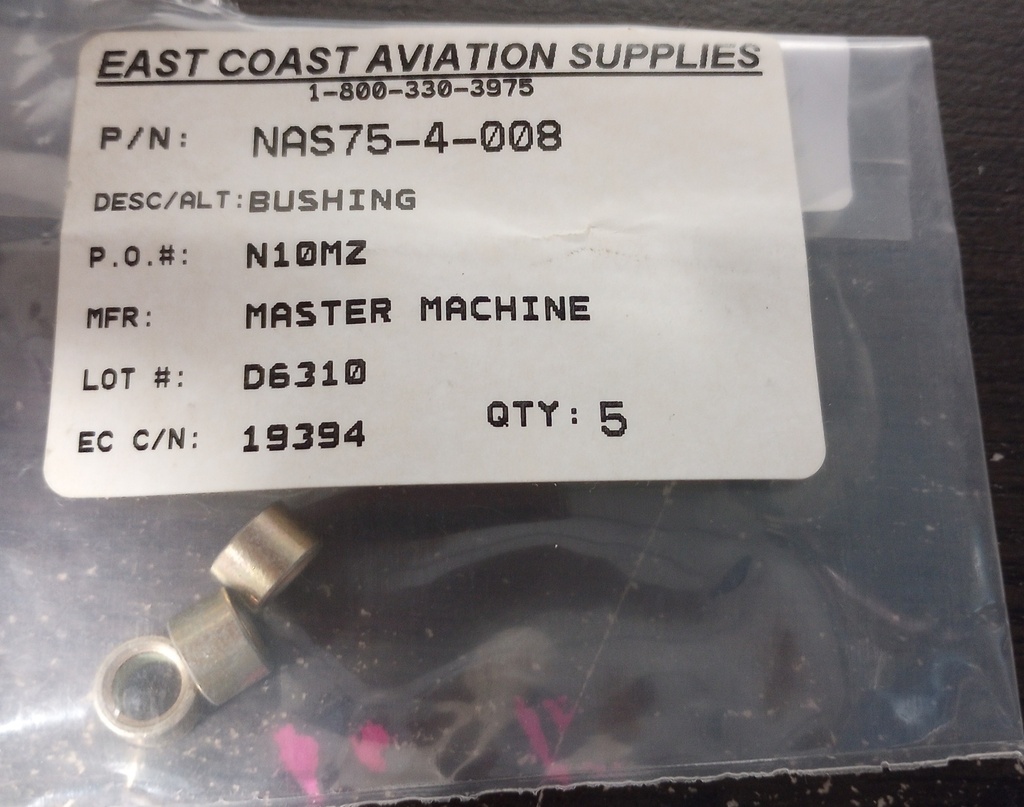 EAST COAST AVIATION SUPPLIES
1-800-330-3975
P/N: NAS75-4-008
DESC/ALT: BUSHING
P.O.#: N10MZ
MFR: MASTER MACHINE
LOT #: D6310
QTY: 5
EC C/N: 19394